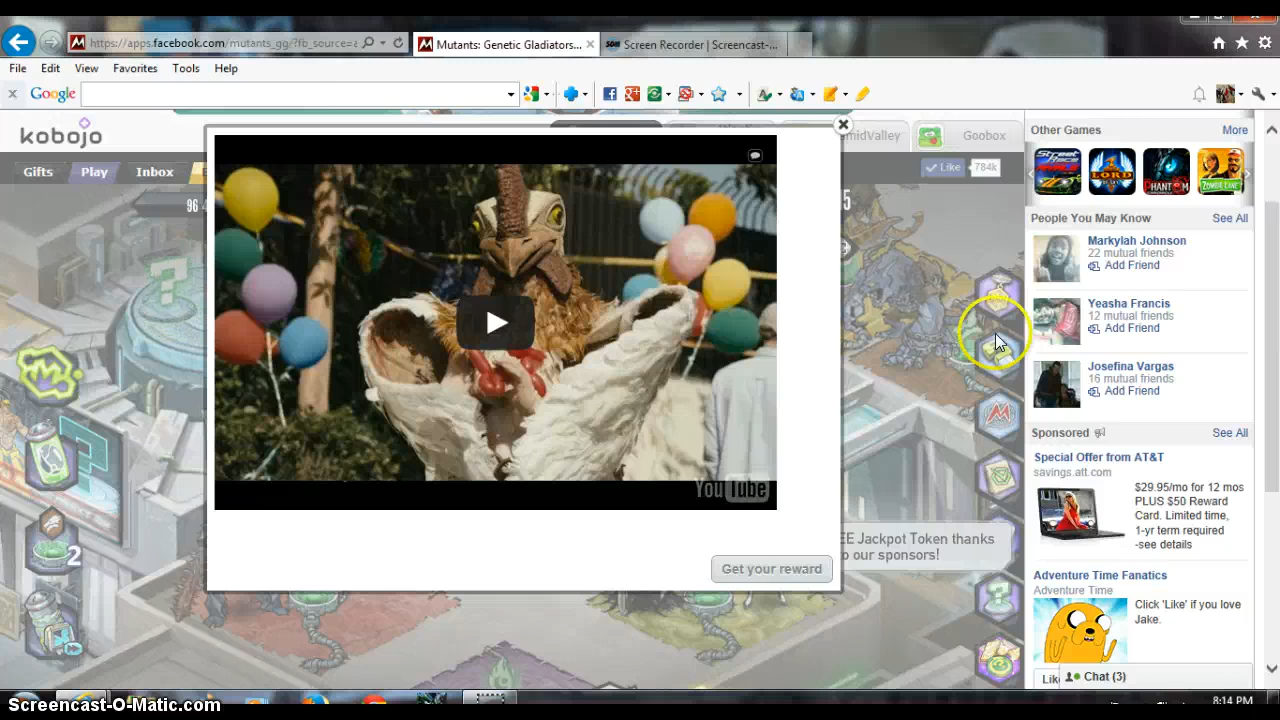 https://apps.facebook.com/mutants_gg/?fb_source=
Mutants: Genetic Gladiators...
Screen Recorder | Screencast-...
File Edit View Favorites Tools Help
Google
kobojo
midValley
Goobox
Gifts Play Inbox
Like 784k
96
5
2
YouTube
EE Jackpot Token thanks
o our sponsors!
Get your reward
Other Games More
People You May Know See All
Markylah Johnson
22 mutual friends
Add Friend
Yeasha Francis
12 mutual friends
Add Friend
Josefina Vargas
16 mutual friends
Add Friend
Sponsored See All
Special Offer from AT&T
savings.att.com
$29.95/mo for 12 mos
PLUS $50 Reward
Card. Limited time,
1-yr term required
-see details
Adventure Time Fanatics
Adventure Time
Click 'Like' if you love
Jake.
Chat (3)
8:14 PM
Screencast-O-Matic.com